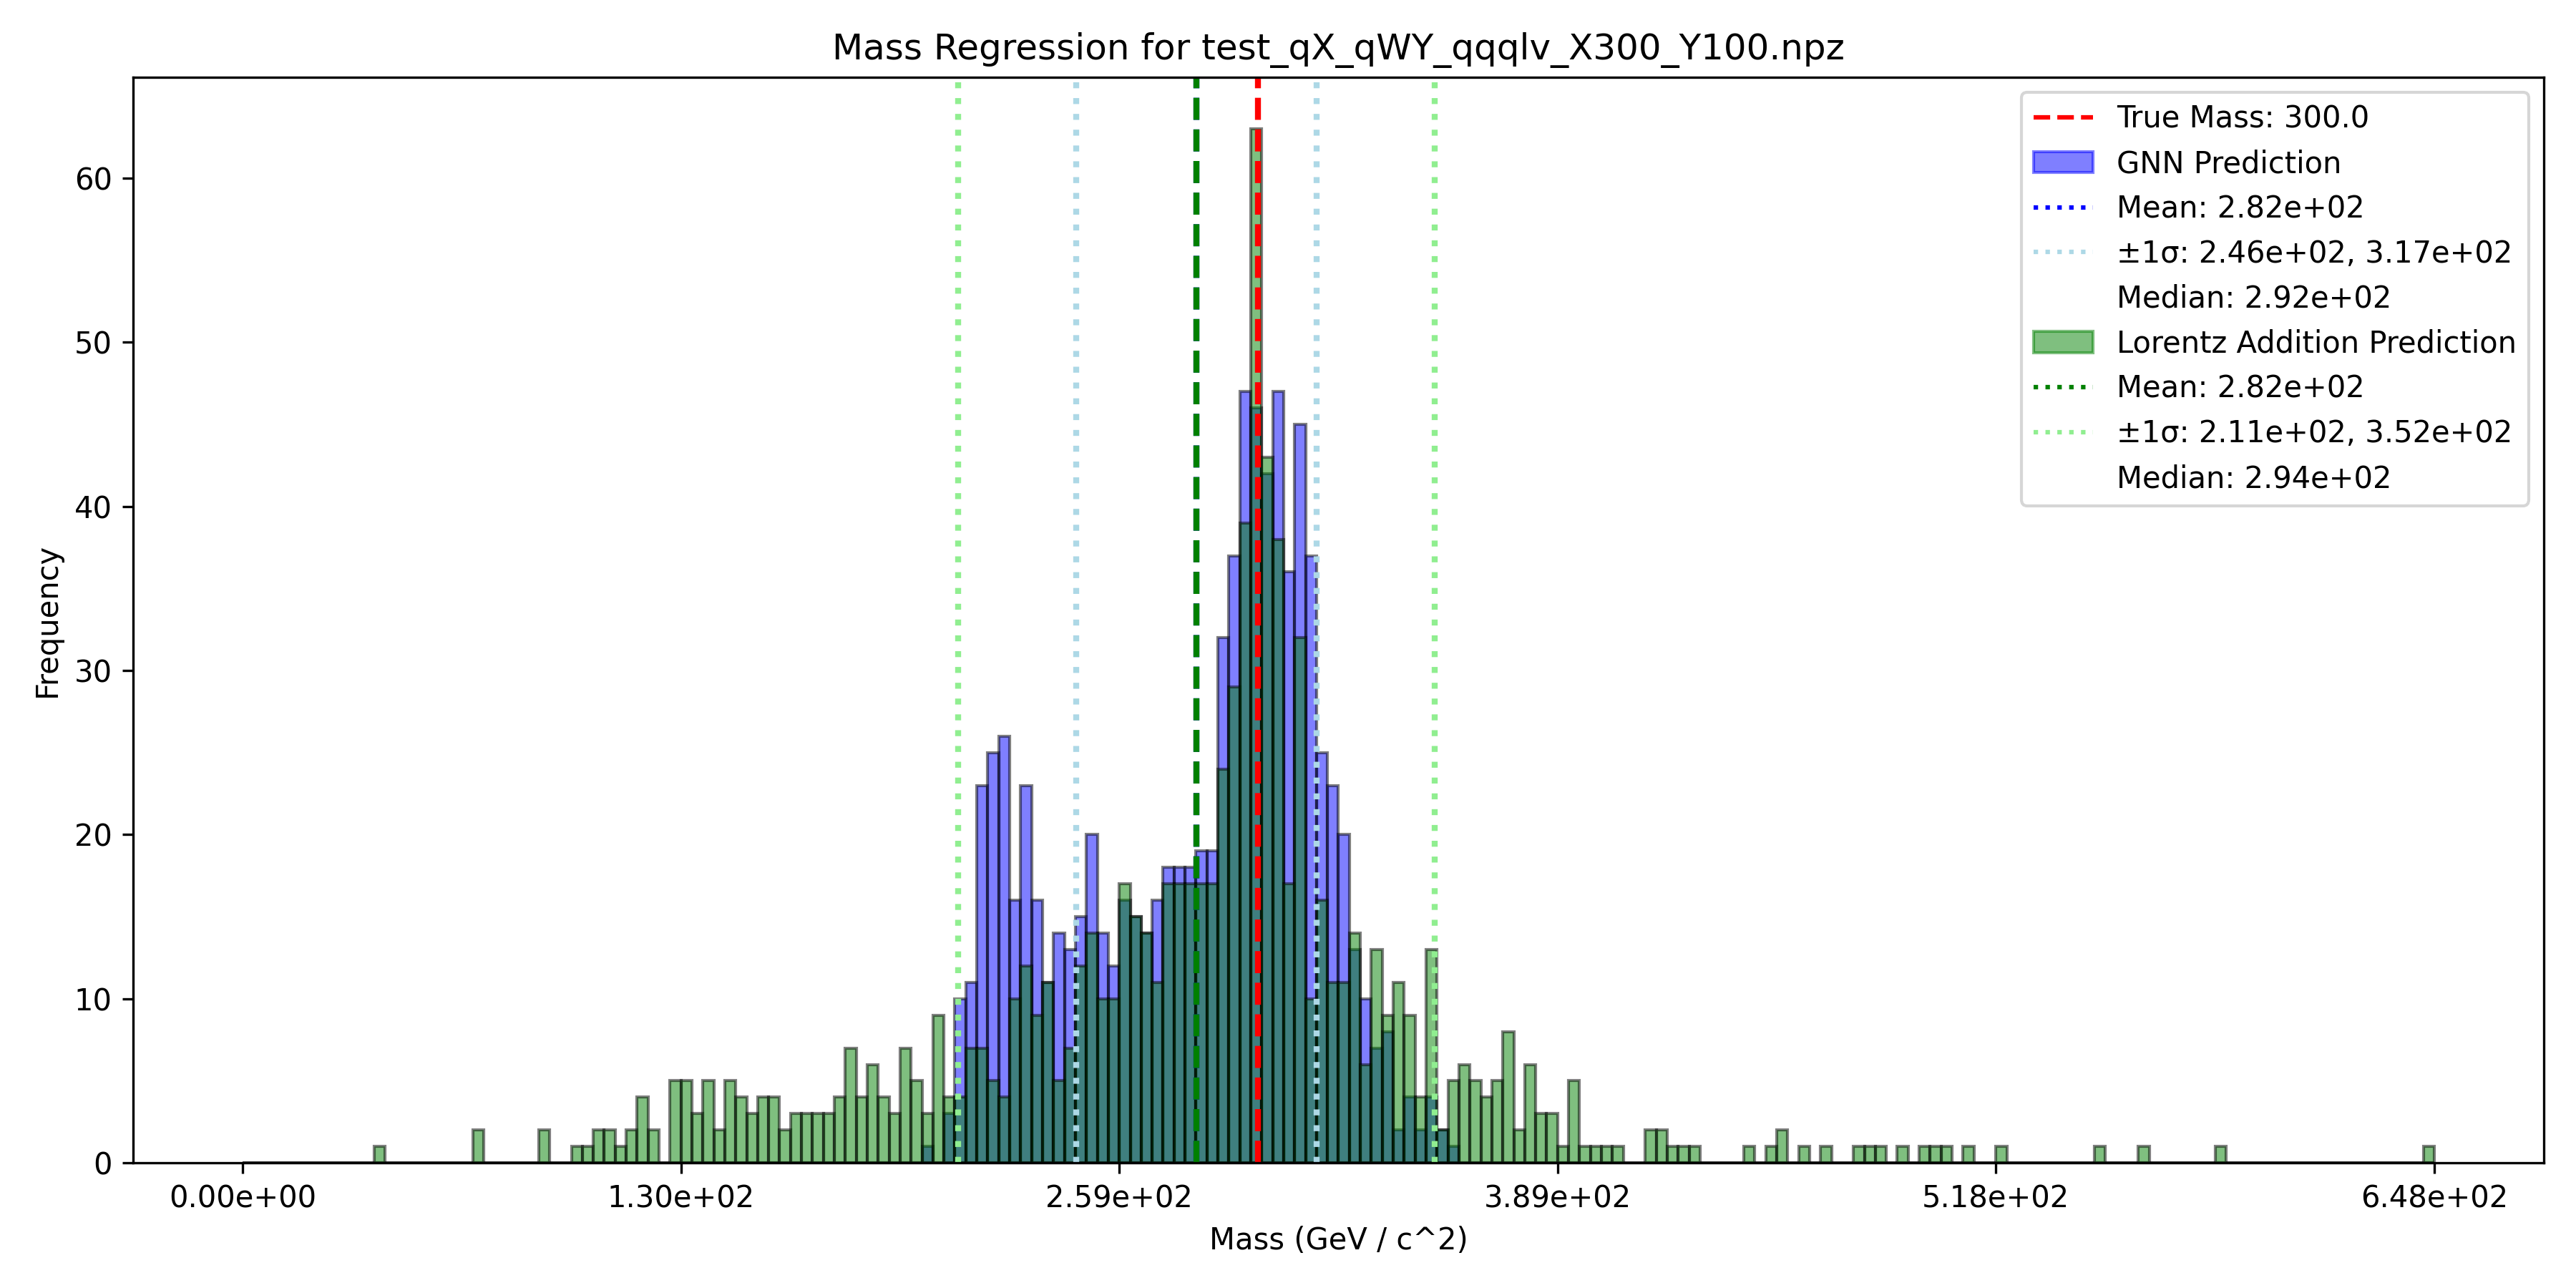 Mass Regression for test_qX_qWY_qqqlv_X300_Y100.npz
True Mass: 300.0
GNN Prediction
Mean: 2.82e+02
±1σ: 2.46e+02, 3.17e+02
Median: 2.92e+02
Lorentz Addition Prediction
Mean: 2.82e+02
±1σ: 2.11e+02, 3.52e+02
Median: 2.94e+02
Frequency
60
50
40
30
20
10
0
0.00e+00 1.30e+02 2.59e+02 3.89e+02 5.18e+02 6.48e+02
Mass (GeV / c^2)